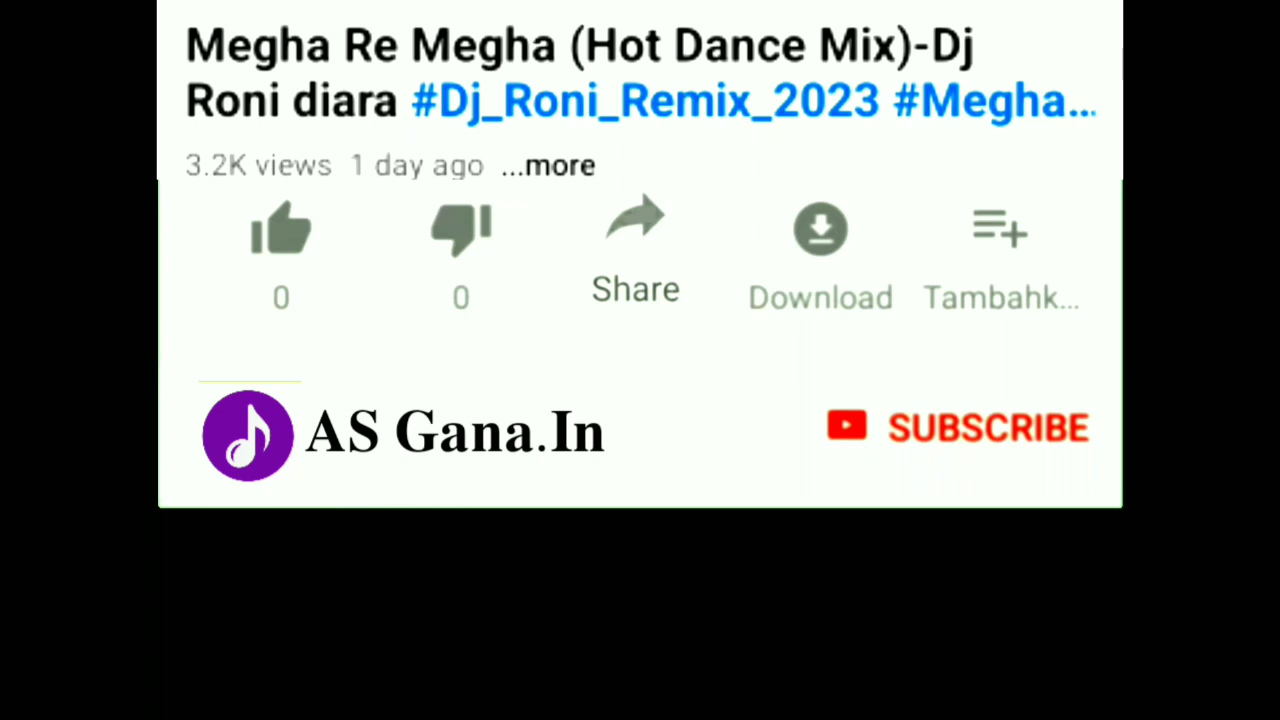 Megha Re Megha (Hot Dance Mix)-Dj
Roni diara #Dj_Roni_Remix_2023 #Megha...
3.2K views 1 day ago ...more
0 0 Share Download Tambahk...
AS Gana.In SUBSCRIBE